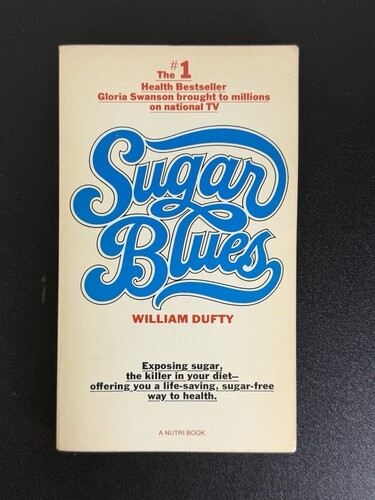 The #1
Health Bestseller
Gloria Swanson brought to millions
on national TV
Sugar
Blues
WILLIAM DUFTY
Exposing sugar,
the killer in your diet—
offering you a life-saving, sugar-free
way to health.
A NUTRI BOOK